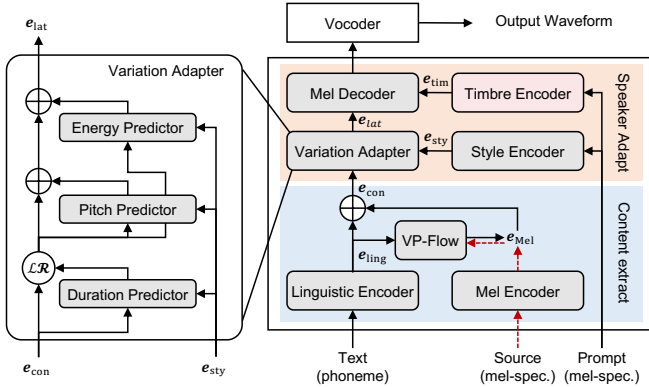 e_lat
Variation Adapter
Energy Predictor
Pitch Predictor
ℒℛ
Duration Predictor
e_con
e_sty
Vocoder
Output Waveform
Mel Decoder
e_tim
Timbre Encoder
e_lat
Variation Adapter
e_sty
Style Encoder
Speaker Adapt
e_con
VP-Flow
e_Mel
e_ling
Linguistic Encoder
Mel Encoder
Content extract
Text
(phoneme)
Source
(mel-spec.)
Prompt
(mel-spec.)